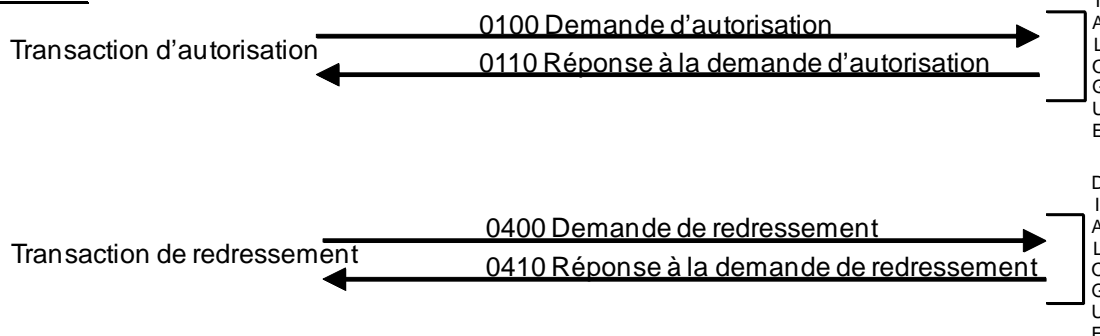 0100 Demande d'autorisation
Transaction d'autorisation
0110 Réponse à la demande d'autorisation
0400 Demande de redressement
Transaction de redressement
0410 Réponse à la demande de redressement
D
I
A
L
O
G
U
E